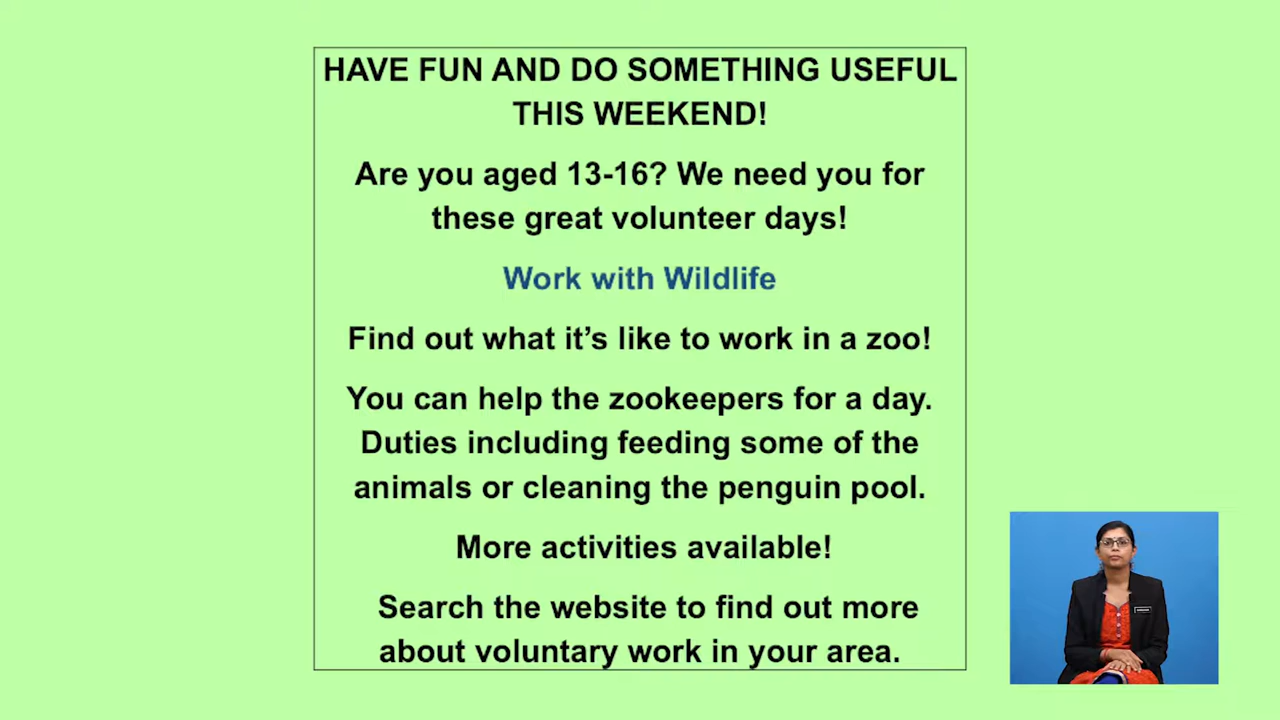 HAVE FUN AND DO SOMETHING USEFUL
THIS WEEKEND!
Are you aged 13-16? We need you for
these great volunteer days!
Work with Wildlife
Find out what it's like to work in a zoo!
You can help the zookeepers for a day.
Duties including feeding some of the
animals or cleaning the penguin pool.
More activities available!
Search the website to find out more
about voluntary work in your area.